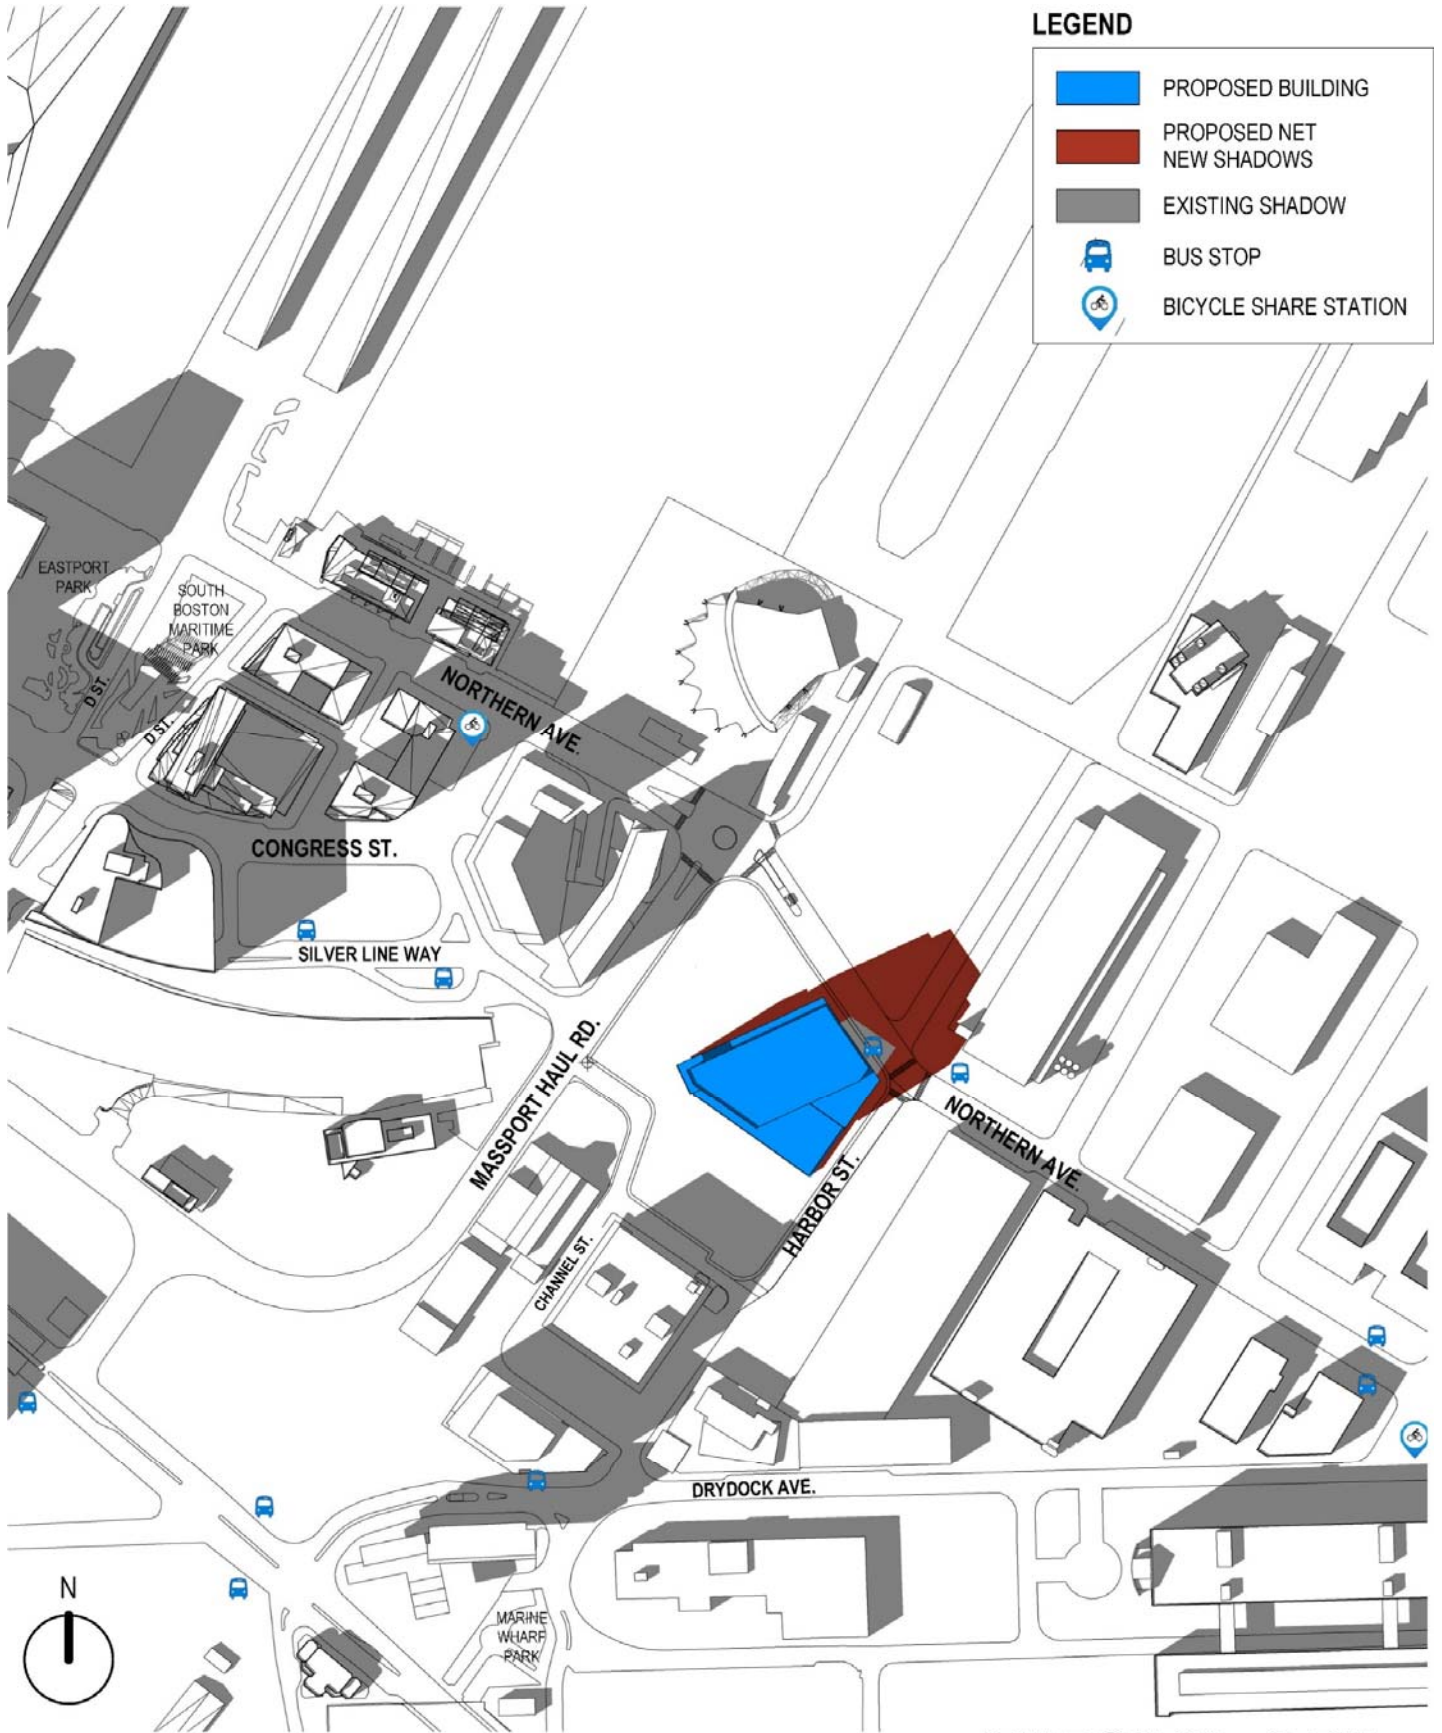 LEGEND
PROPOSED BUILDING
PROPOSED NET
NEW SHADOWS
EXISTING SHADOW
BUS STOP
BICYCLE SHARE STATION
EASTPORT
PARK
SOUTH
BOSTON
MARITIME
PARK
D ST.
D ST.
NORTHERN AVE.
CONGRESS ST.
SILVER LINE WAY
MASSPORT HAUL RD.
NORTHERN AVE.
HARBOR ST.
CHANNEL ST.
DRYDOCK AVE.
N
MARINE
WHARF
PARK